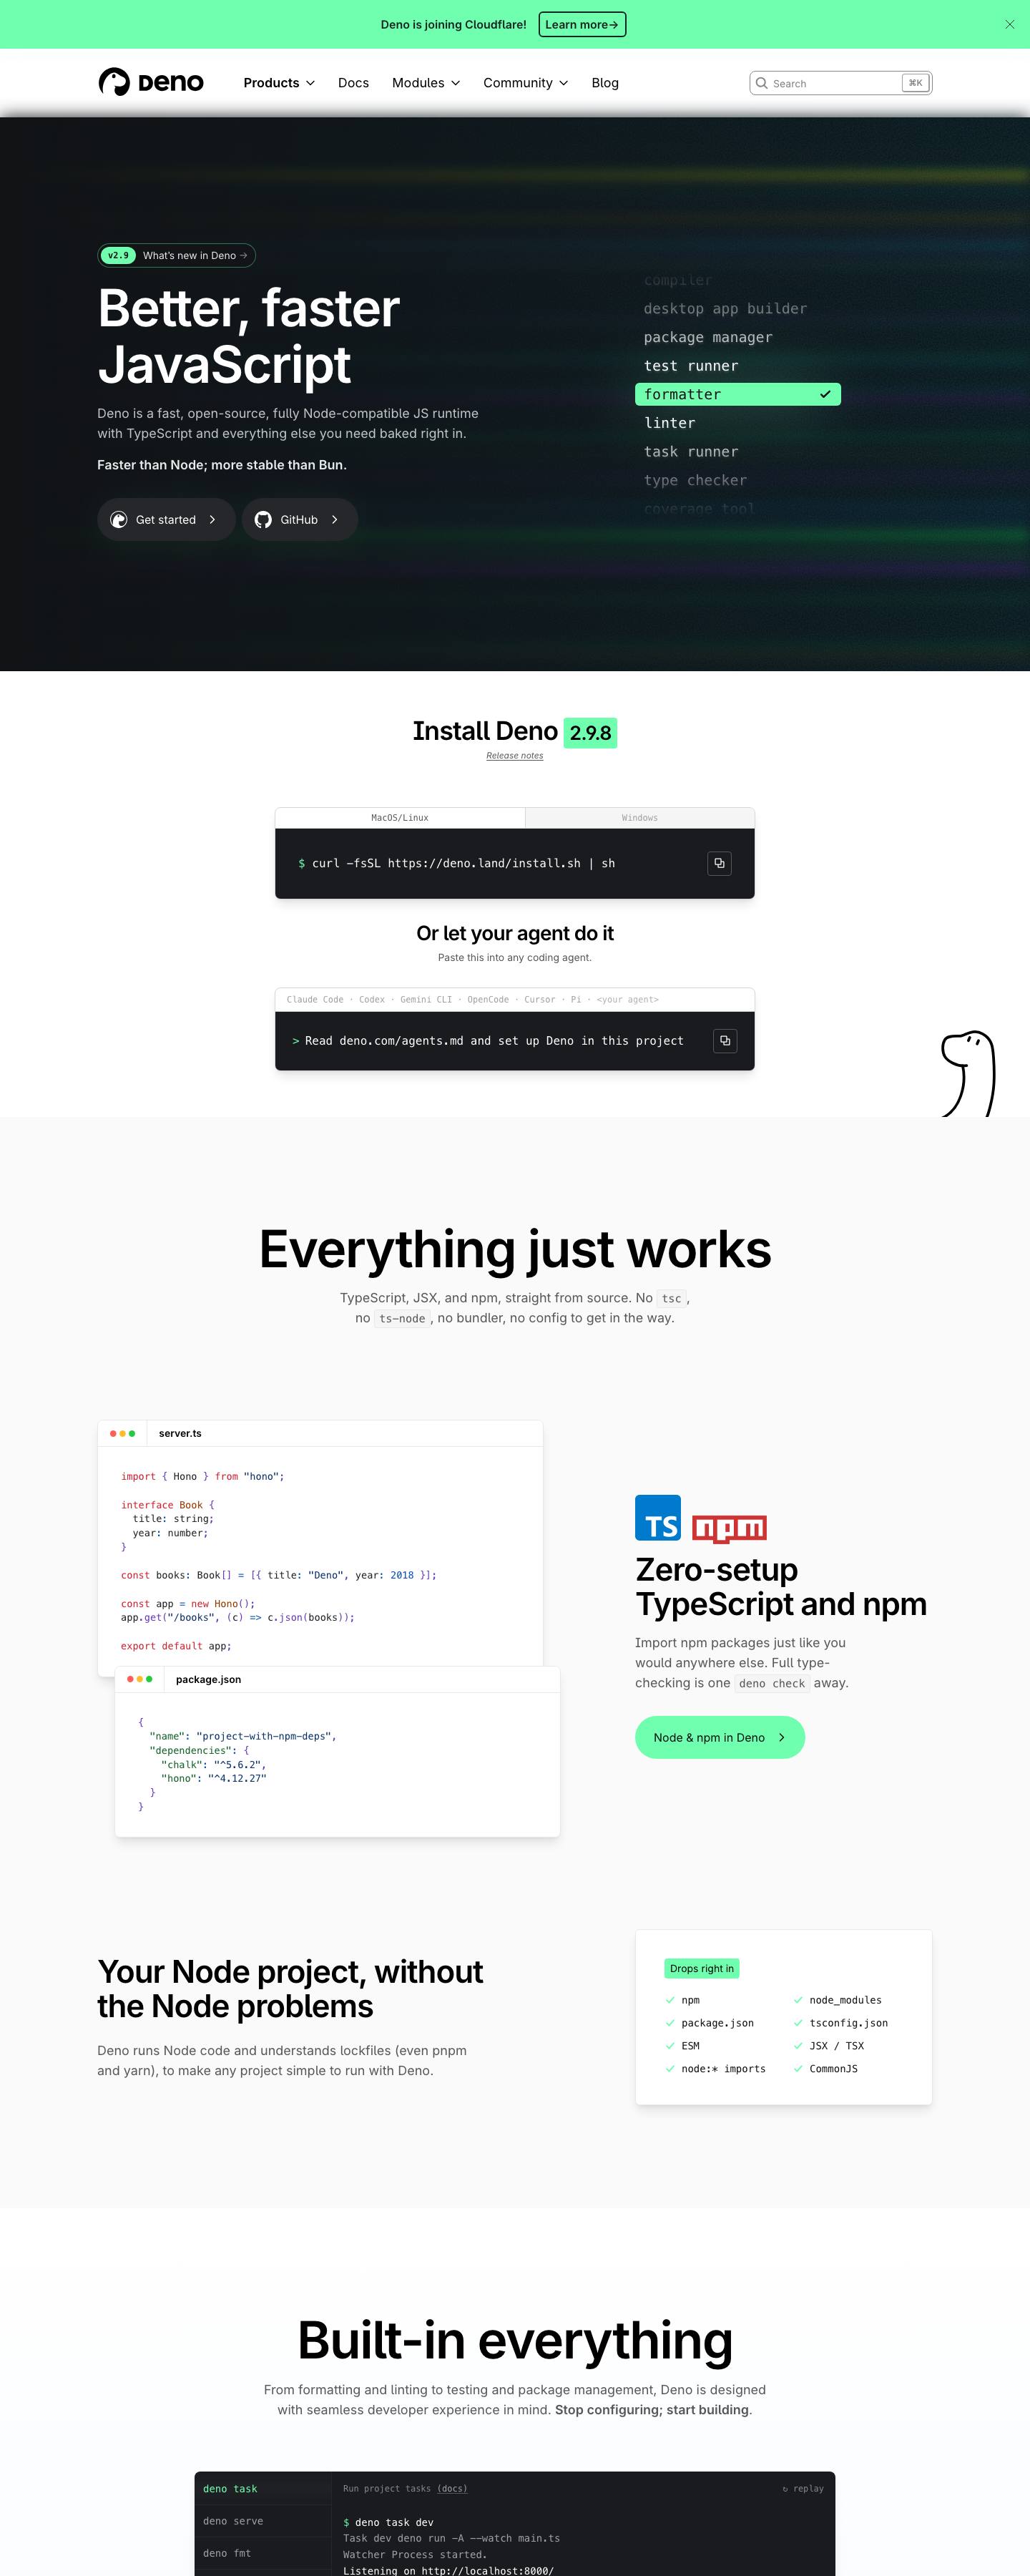 Deno is joining Cloudflare! Learn more→
DENO Products Docs Modules Community Blog Search ⌘K
v2.9 What's new in Deno →
Better, faster
JavaScript
Deno is a fast, open-source, fully Node-compatible JS runtime
with TypeScript and everything else you need baked right in.
Faster than Node; more stable than Bun.
Get started GitHub
compiler
desktop app builder
package manager
test runner
formatter
linter
task runner
type checker
coverage tool
Install Deno 2.9.8
Release notes
MacOS/Linux Windows
$ curl -fsSL https://deno.land/install.sh | sh
Or let your agent do it
Paste this into any coding agent.
Claude Code · Codex · Gemini CLI · OpenCode · Cursor · Pi · <your agent>
> Read deno.com/agents.md and set up Deno in this project
Everything just works
TypeScript, JSX, and npm, straight from source. No tsc,
no ts-node, no bundler, no config to get in the way.
server.ts
import { Hono } from "hono";
interface Book {
title: string;
year: number;
}
const books: Book[] = [{ title: "Deno", year: 2018 }];
const app = new Hono();
app.get("/books", (c) => c.json(books));
export default app;
package.json
{
"name": "project-with-npm-deps",
"dependencies": {
"chalk": "^5.6.2",
"hono": "^4.12.27"
}
}
TS npm
Zero-setup
TypeScript and npm
Import npm packages just like you
would anywhere else. Full type-
checking is one deno check away.
Node & npm in Deno
Your Node project, without
the Node problems
Deno runs Node code and understands lockfiles (even pnpm
and yarn), to make any project simple to run with Deno.
Drops right in
npm node_modules
package.json tsconfig.json
ESM JSX / TSX
node:* imports CommonJS
Built-in everything
From formatting and linting to testing and package management, Deno is designed
with seamless developer experience in mind. Stop configuring; start building.
deno task
deno serve
deno fmt
Run project tasks (docs) ↻ replay
$ deno task dev
Task dev deno run -A --watch main.ts
Watcher Process started.
Listening on http://localhost:8000/